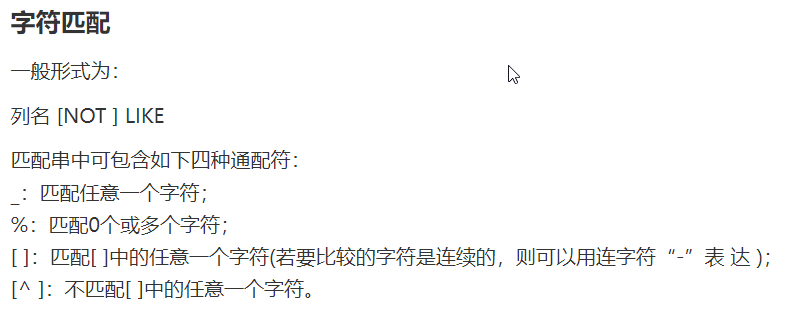 字符匹配
一般形式为：
列名 [NOT ] LIKE
匹配串中可包含如下四种通配符：
_：匹配任意一个字符；
%：匹配0个或多个字符；
[ ]：匹配[ ]中的任意一个字符(若要比较的字符是连续的，则可以用连字符“-”表 达 )；
[^ ]：不匹配[ ]中的任意一个字符。